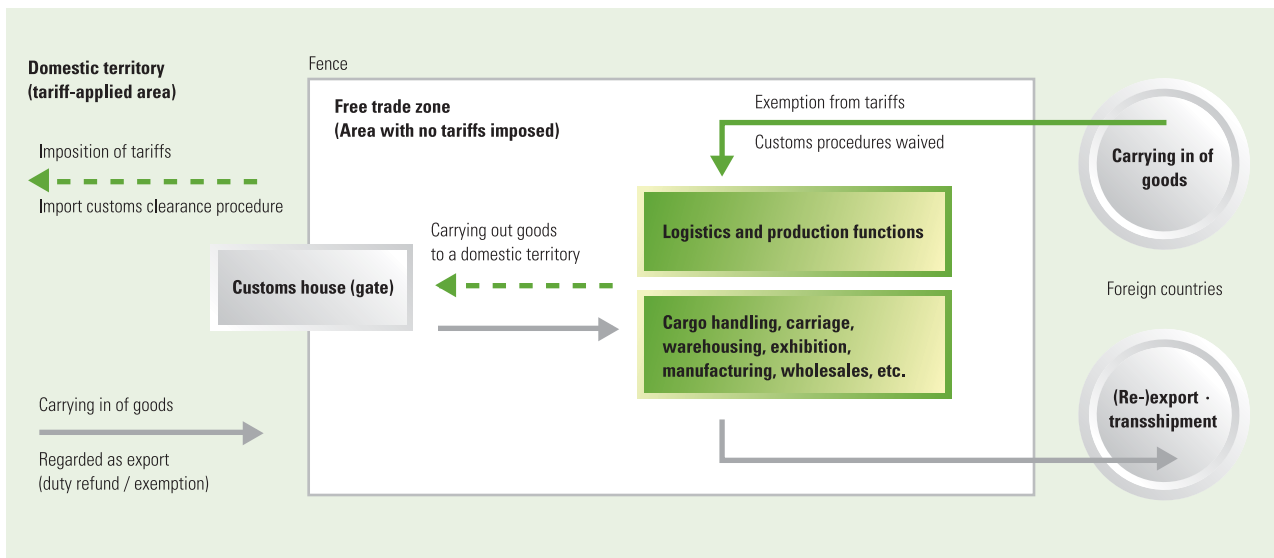 Domestic territory
(tariff-applied area)
Imposition of tariffs
Import customs clearance procedure
Customs house (gate)
Carrying in of goods
Regarded as export
(duty refund / exemption)
Fence
Free trade zone
(Area with no tariffs imposed)
Carrying out goods
to a domestic territory
Exemption from tariffs
Customs procedures waived
Logistics and production functions
Cargo handling, carriage,
warehousing, exhibition,
manufacturing, wholesales, etc.
Carrying in of
goods
Foreign countries
(Re-)export ·
transshipment